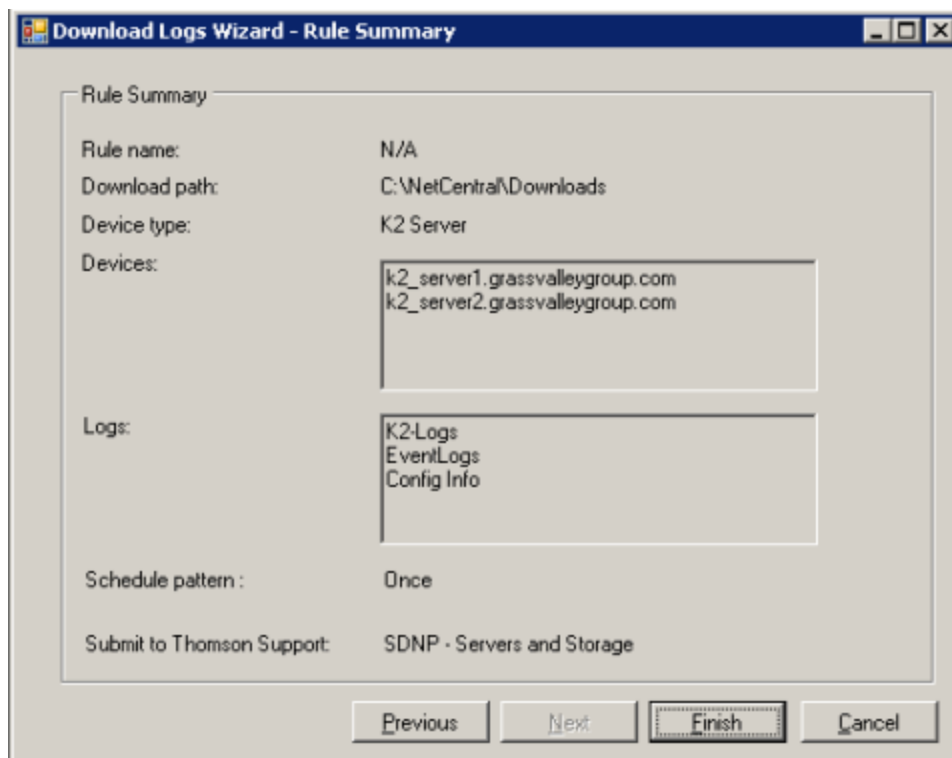 Download Logs Wizard - Rule Summary
Rule Summary
Rule name: N/A
Download path: C:\NetCentral\Downloads
Device type: K2 Server
Devices:
k2_server1.grassvalleygroup.com
k2_server2.grassvalleygroup.com
Logs:
K2-Logs
EventLogs
Config Info
Schedule pattern : Once
Submit to Thomson Support: SDNP - Servers and Storage
Previous Next Finish Cancel